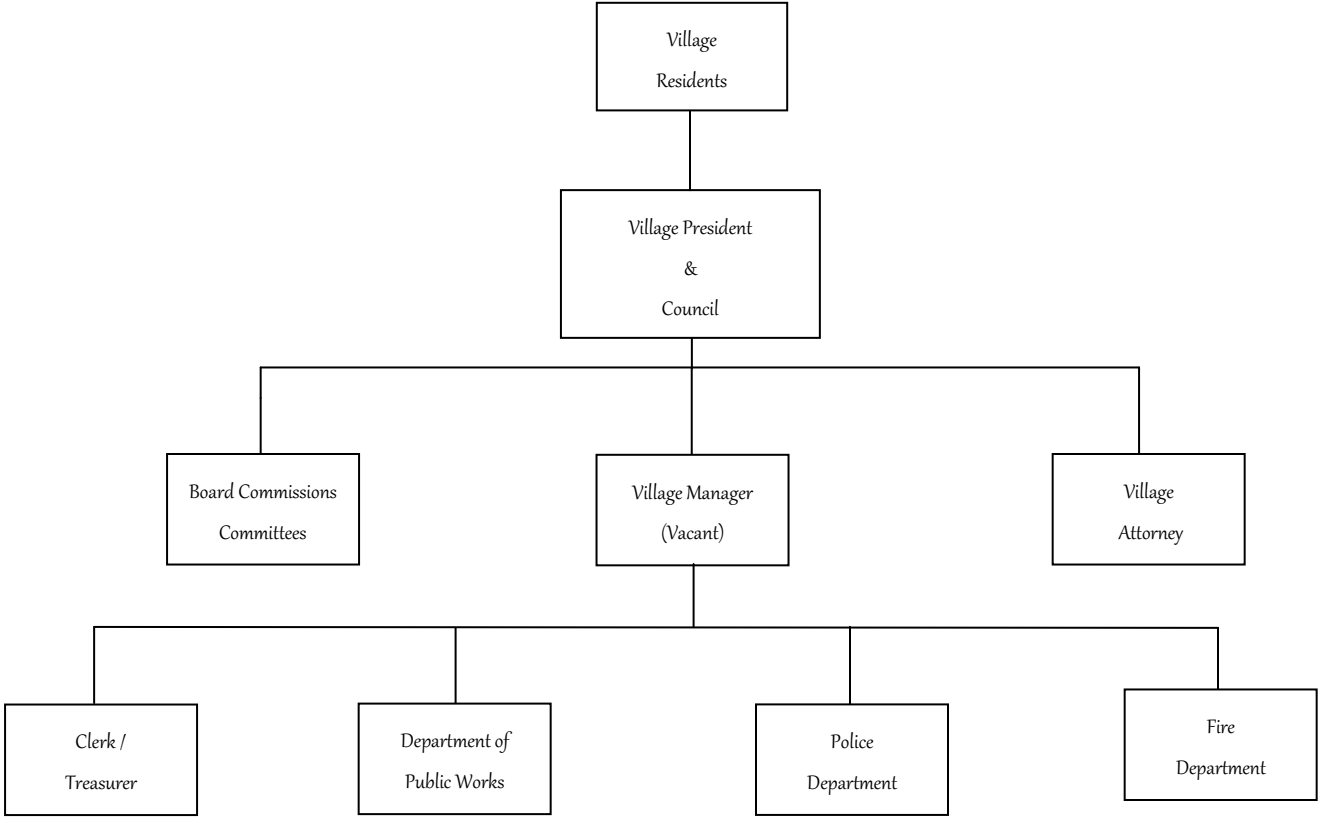 Village
Residents
Village President
&
Council
Board Commissions
Committees
Village Manager
(Vacant)
Village
Attorney
Clerk /
Treasurer
Department of
Public Works
Police
Department
Fire
Department